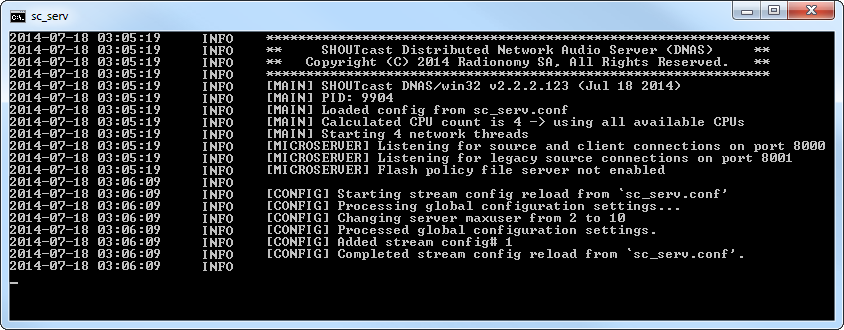 sc_serv
2014-07-18 03:05:19 INFO ****************************************************************
2014-07-18 03:05:19 INFO ** SHOUTcast Distributed Network Audio Server (DNAS) **
2014-07-18 03:05:19 INFO ** Copyright (C) 2014 Radionomy SA, All Rights Reserved. **
2014-07-18 03:05:19 INFO ****************************************************************
2014-07-18 03:05:19 INFO [MAIN] SHOUTcast DNAS/win32 v2.2.2.123 (Jul 18 2014)
2014-07-18 03:05:19 INFO [MAIN] PID: 9904
2014-07-18 03:05:19 INFO [MAIN] Loaded config from sc_serv.conf
2014-07-18 03:05:19 INFO [MAIN] Calculated CPU count is 4 -> using all available CPUs
2014-07-18 03:05:19 INFO [MAIN] Starting 4 network threads
2014-07-18 03:05:19 INFO [MICROSERVER] Listening for source and client connections on port 8000
2014-07-18 03:05:19 INFO [MICROSERVER] Listening for legacy source connections on port 8001
2014-07-18 03:05:19 INFO [MICROSERVER] Flash policy file server not enabled
2014-07-18 03:06:09 INFO
2014-07-18 03:06:09 INFO [CONFIG] Starting stream config reload from `sc_serv.conf'
2014-07-18 03:06:09 INFO [CONFIG] Processing global configuration settings...
2014-07-18 03:06:09 INFO [CONFIG] Changing server maxuser from 2 to 10
2014-07-18 03:06:09 INFO [CONFIG] Processed global configuration settings.
2014-07-18 03:06:09 INFO [CONFIG] Added stream config# 1
2014-07-18 03:06:09 INFO [CONFIG] Completed stream config reload from `sc_serv.conf'.
2014-07-18 03:06:09 INFO